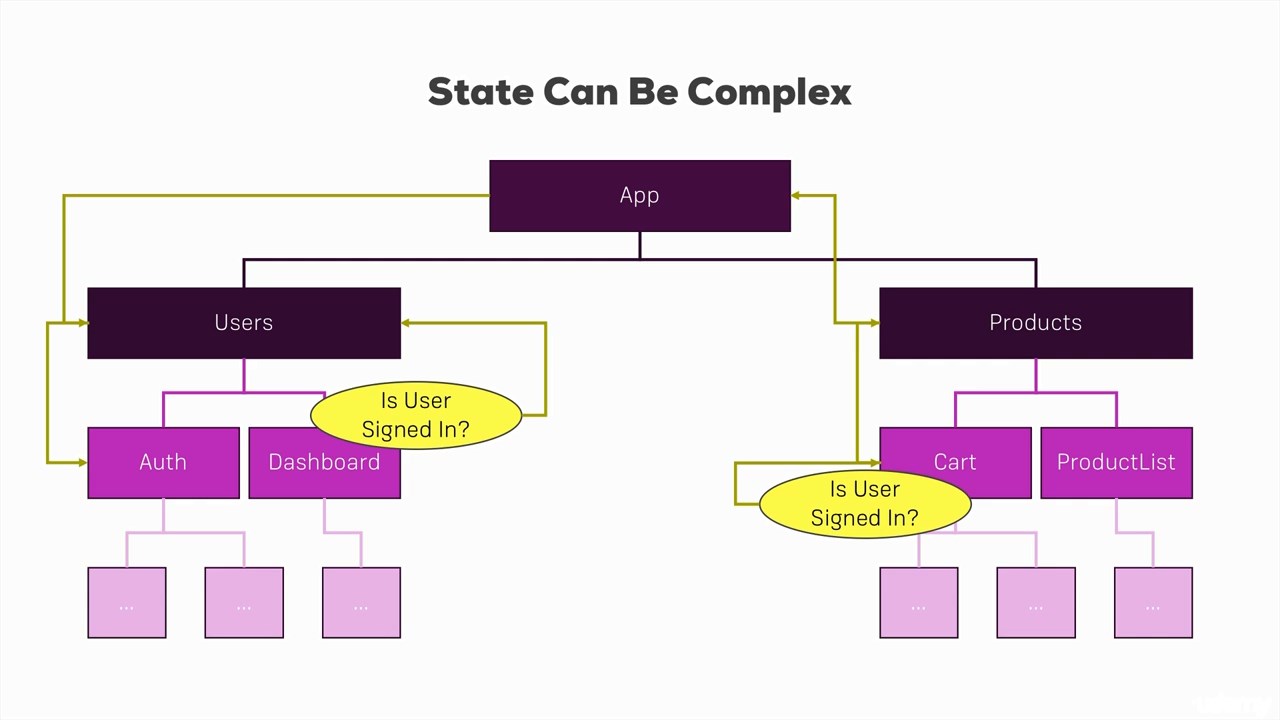 State Can Be Complex
App
Users
Products
Is User
Signed In?
Auth
Dashboard
Cart
ProductList
Is User
Signed In?
...
...
...
...
...
...
udemy